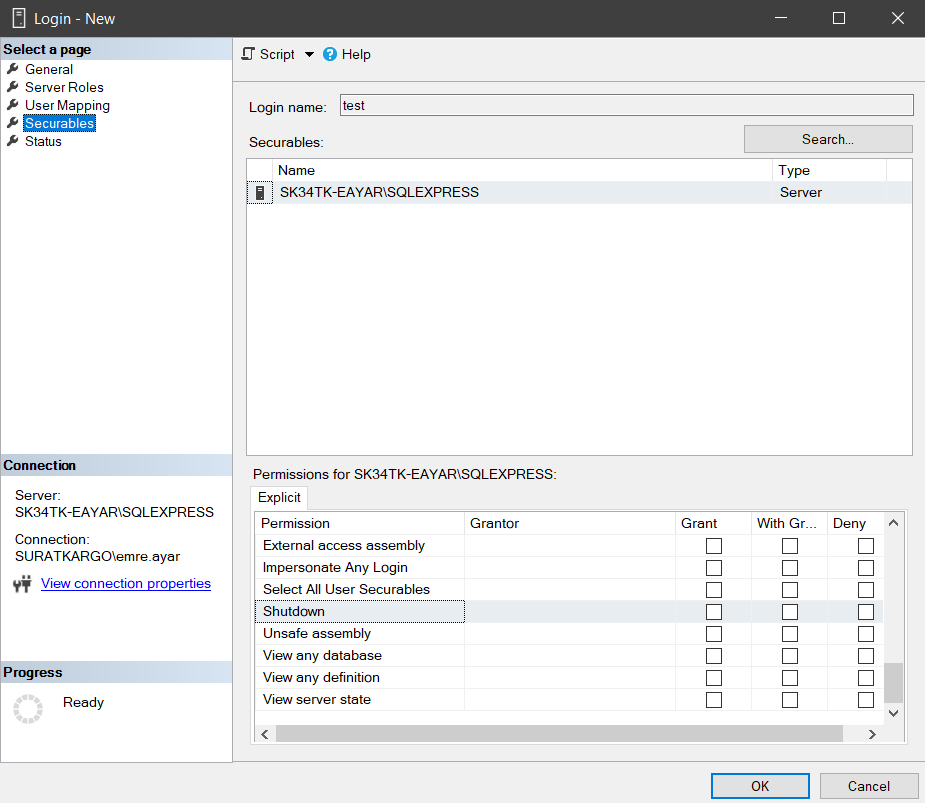 Login - New
Select a page
General
Server Roles
User Mapping
Securables
Status
Script
Help
Login name: test
Securables:
Search...
Name Type
SK34TK-EAYAR\SQLEXPRESS Server
Connection
Server:
SK34TK-EAYAR\SQLEXPRESS
Connection:
SURATKARGO\emre.ayar
View connection properties
Progress
Ready
Permissions for SK34TK-EAYAR\SQLEXPRESS:
Explicit
Permission Grantor Grant With Gr... Deny
External access assembly
Impersonate Any Login
Select All User Securables
Shutdown
Unsafe assembly
View any database
View any definition
View server state
OK Cancel